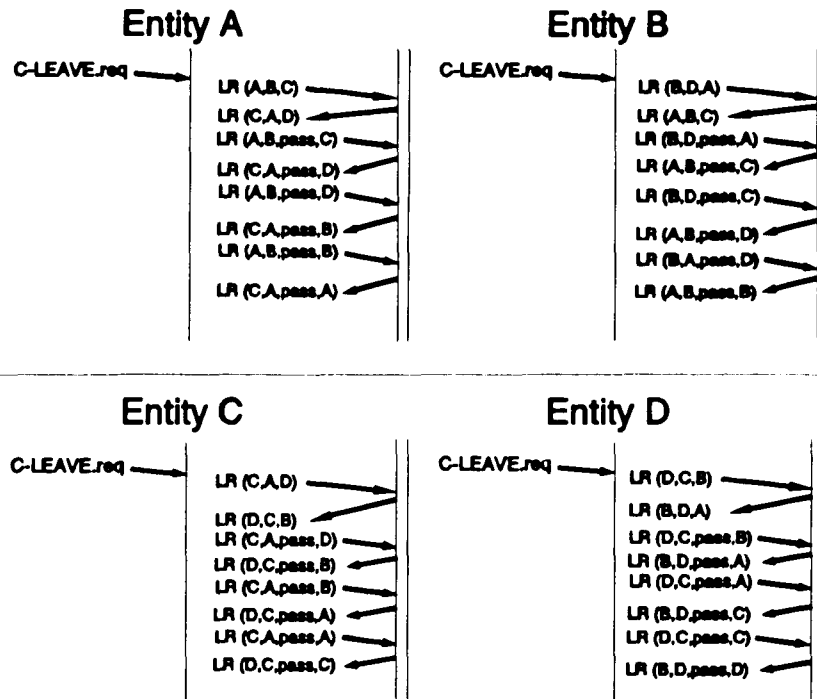 Entity A
C-LEAVE.req
LR (A,B,C)
LR (C,A,D)
LR (A,B,pass,C)
LR (C,A,pass,D)
LR (A,B,pass,D)
LR (C,A,pass,B)
LR (A,B,pass,B)
LR (C,A,pass,A)
Entity B
C-LEAVE.req
LR (B,D,A)
LR (A,B,C)
LR (B,D,pass,A)
LR (A,B,pass,C)
LR (B,D,pass,C)
LR (A,B,pass,D)
LR (B,A,pass,D)
LR (A,B,pass,B)
Entity C
C-LEAVE.req
LR (C,A,D)
LR (D,C,B)
LR (C,A,pass,D)
LR (D,C,pass,B)
LR (C,A,pass,B)
LR (D,C,pass,A)
LR (C,A,pass,A)
LR (D,C,pass,C)
Entity D
C-LEAVE.req
LR (D,C,B)
LR (B,D,A)
LR (D,C,pass,B)
LR (B,D,pass,A)
LR (D,C,pass,A)
LR (B,D,pass,C)
LR (D,C,pass,C)
LR (B,D,pass,D)